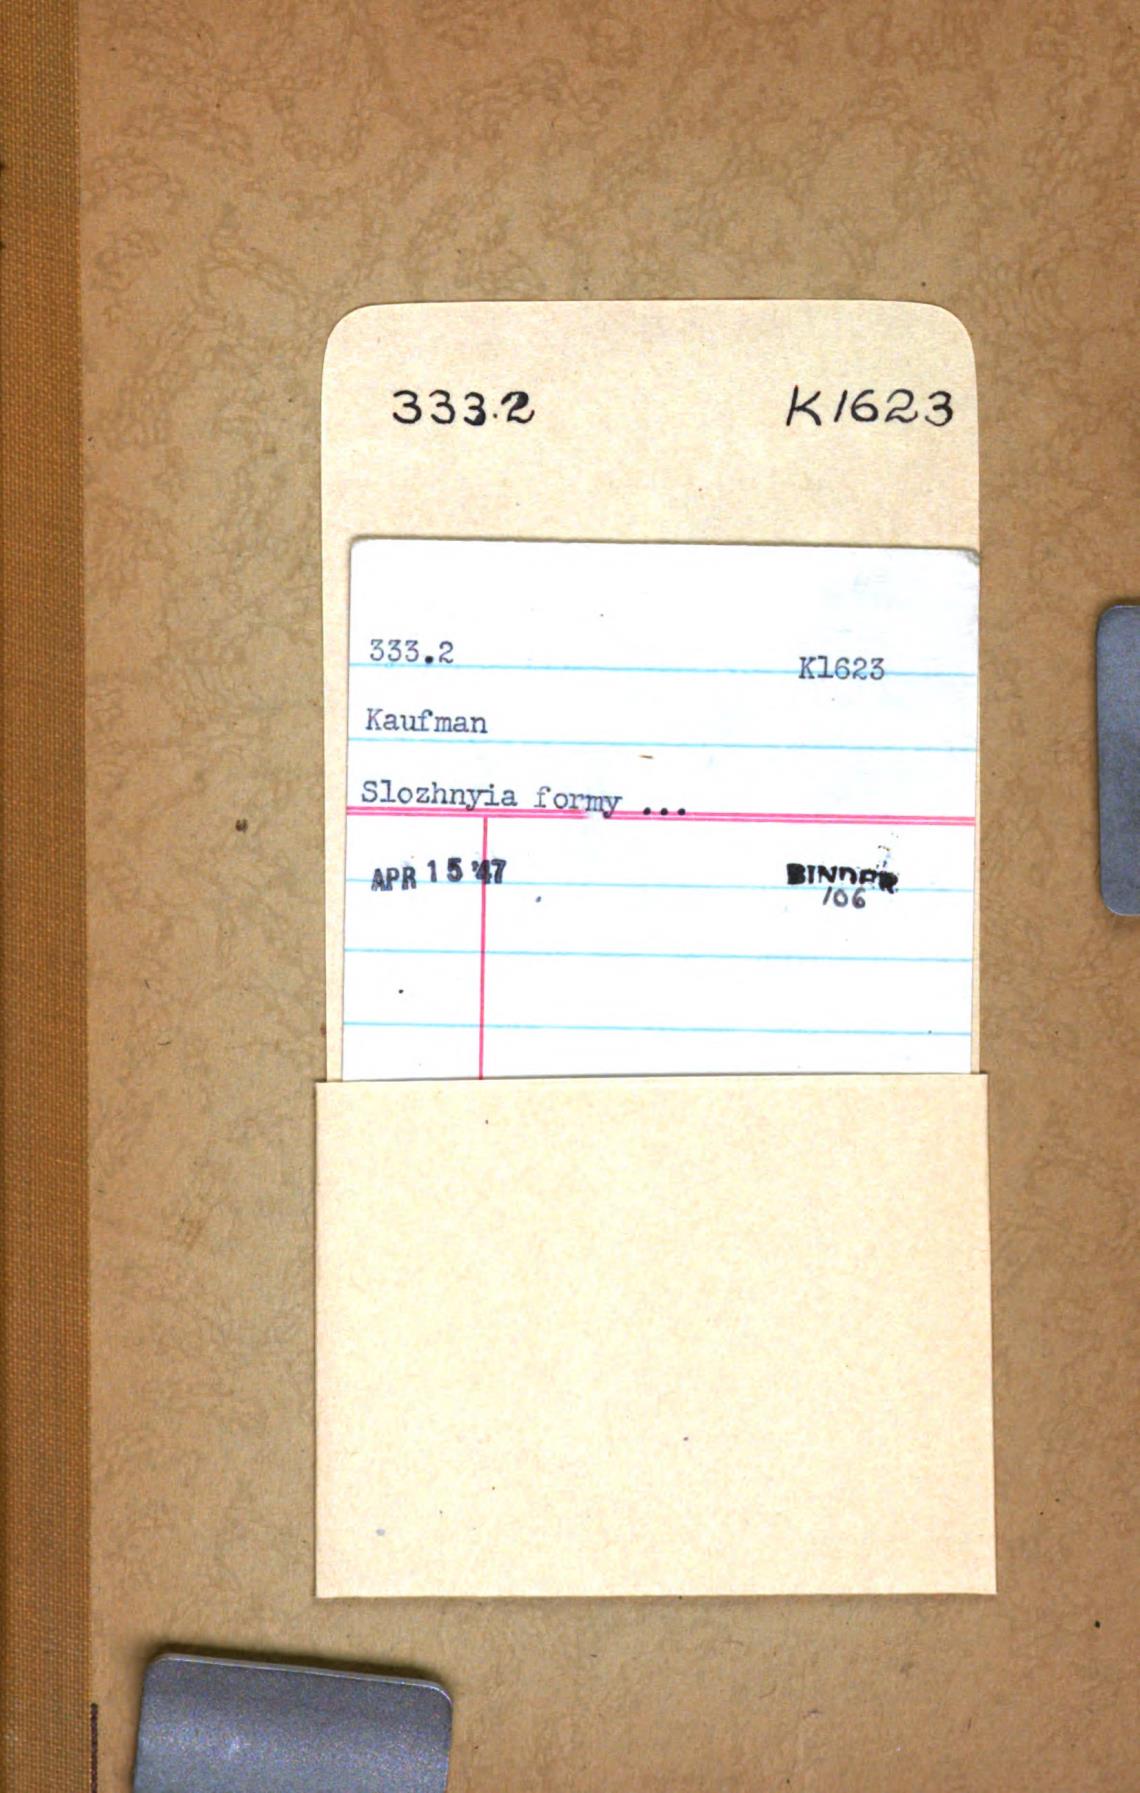 333.2 K1623
333.2 K1623
Kaufman
Slozhnyia formy ...
APR 15 '47 BINDER
106